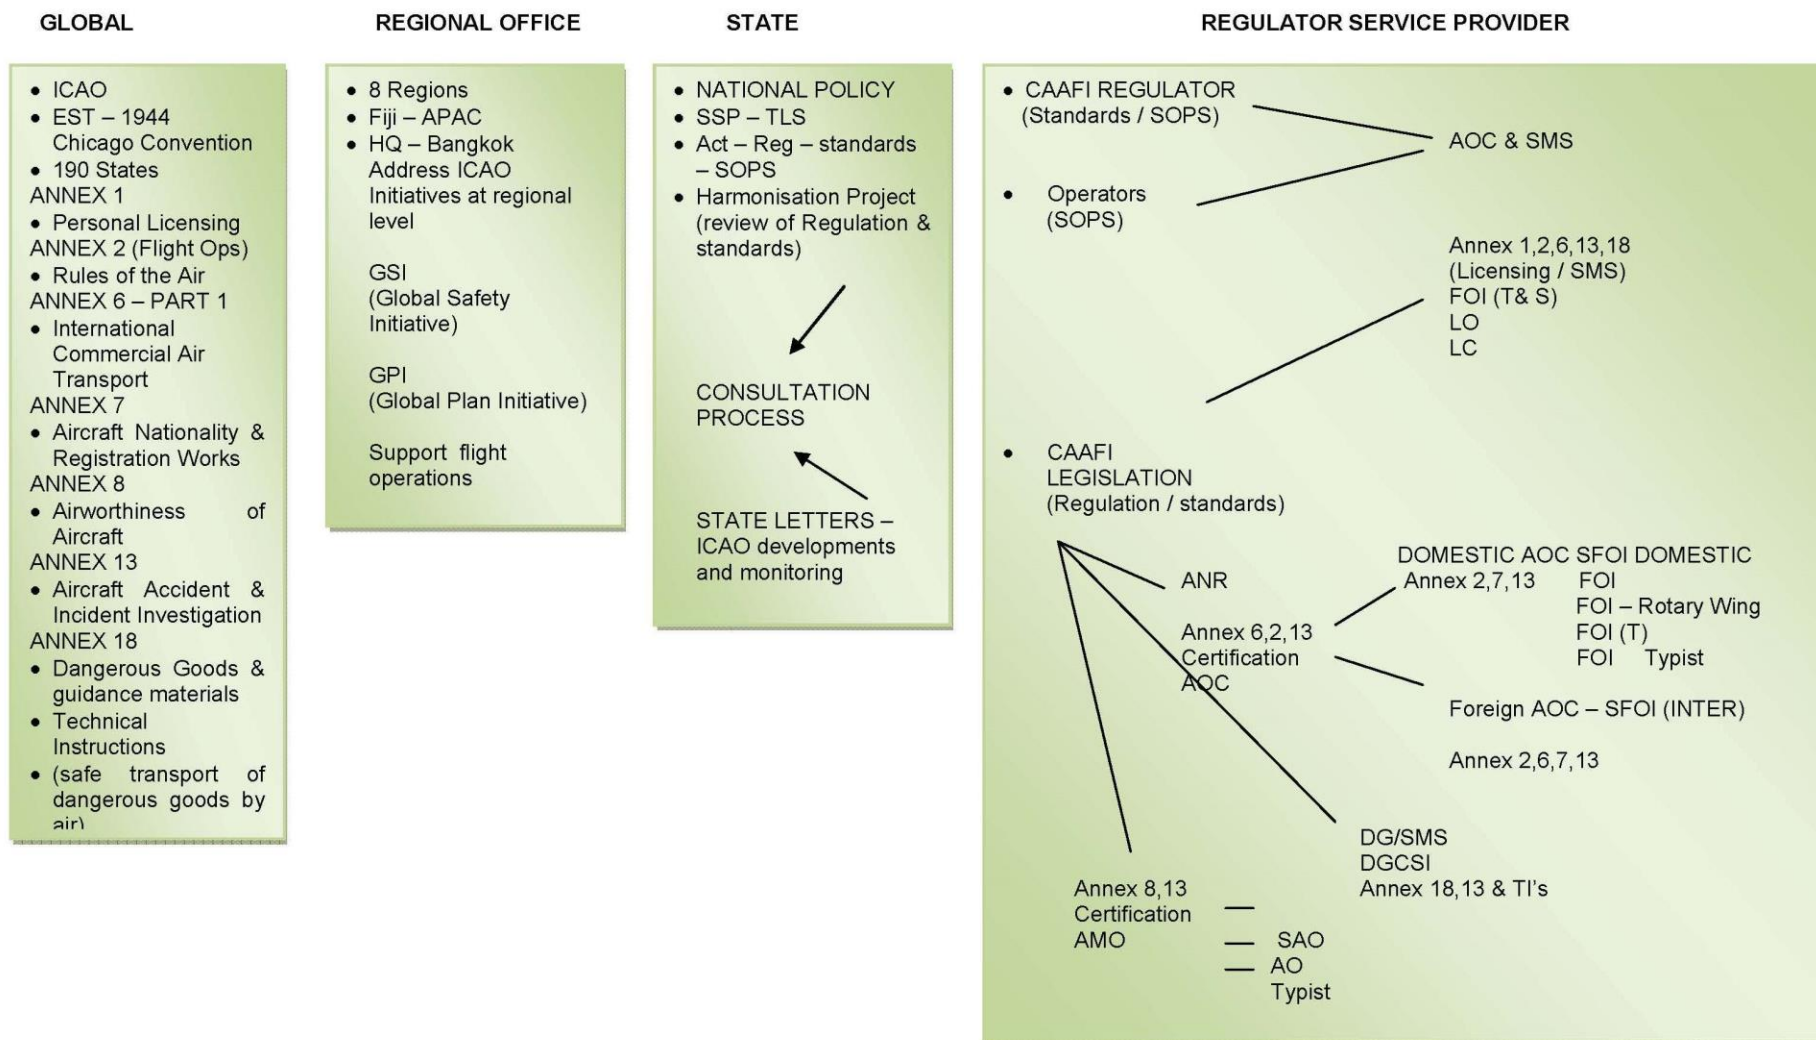 GLOBAL
• ICAO
• EST – 1944
Chicago Convention
• 190 States
ANNEX 1
• Personal Licensing
ANNEX 2 (Flight Ops)
• Rules of the Air
ANNEX 6 – PART 1
• International
Commercial Air
Transport
ANNEX 7
• Aircraft Nationality &
Registration Works
ANNEX 8
• Airworthiness of
Aircraft
ANNEX 13
• Aircraft Accident &
Incident Investigation
ANNEX 18
• Dangerous Goods &
guidance materials
• Technical
Instructions
• (safe transport of
dangerous goods by
air)
REGIONAL OFFICE
• 8 Regions
• Fiji – APAC
• HQ – Bangkok
Address ICAO
Initiatives at regional
level
GSI
(Global Safety
Initiative)
GPI
(Global Plan Initiative)
Support flight
operations
STATE
• NATIONAL POLICY
• SSP – TLS
• Act – Reg – standards
– SOPS
• Harmonisation Project
(review of Regulation &
standards)
CONSULTATION
PROCESS
STATE LETTERS –
ICAO developments
and monitoring
REGULATOR SERVICE PROVIDER
• CAAFI REGULATOR
(Standards / SOPS)
AOC & SMS
• Operators
(SOPS)
Annex 1,2,6,13,18
(Licensing / SMS)
FOI (T& S)
LO
LC
• CAAFI
LEGISLATION
(Regulation / standards)
ANR
Annex 6,2,13
Certification
AOC
DOMESTIC AOC SFOI DOMESTIC
Annex 2,7,13 FOI
FOI – Rotary Wing
FOI (T)
FOI Typist
Foreign AOC – SFOI (INTER)
Annex 2,6,7,13
DG/SMS
DGCSI
Annex 18,13 & TI's
Annex 8,13
Certification
AMO
SAO
AO
Typist